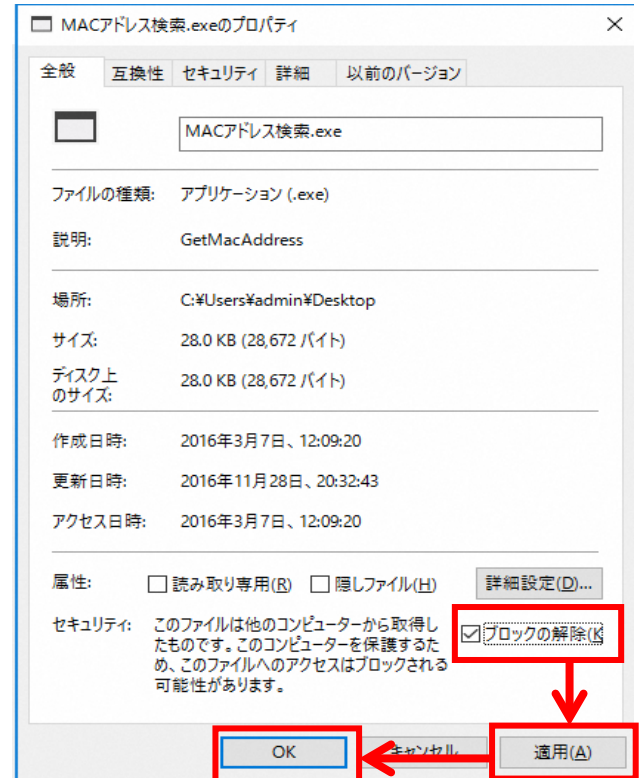 MACアドレス検索.exeのプロパティ
全般 互換性 セキュリティ 詳細 以前のバージョン
MACアドレス検索.exe
ファイルの種類: アプリケーション (.exe)
説明: GetMacAddress
場所: C:¥Users¥admin¥Desktop
サイズ: 28.0 KB (28,672 バイト)
ディスク上
のサイズ: 28.0 KB (28,672 バイト)
作成日時: 2016年3月7日、12:09:20
更新日時: 2016年11月28日、20:32:43
アクセス日時: 2016年3月7日、12:09:20
属性: 読み取り専用(R) 隠しファイル(H) 詳細設定(D)...
セキュリティ: このファイルは他のコンピューターから取得し
たものです。このコンピューターを保護するた
め、このファイルへのアクセスはブロックされる
可能性があります。
ブロックの解除(K
OK キャンセル 適用(A)